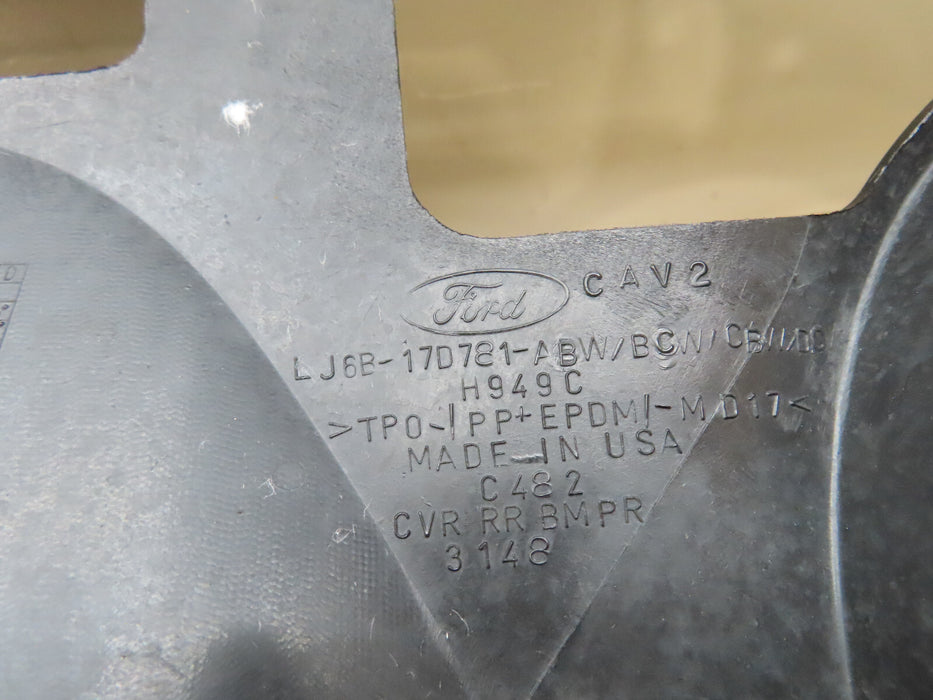 Ford CAV2
LJ6B-17D781-ABW/BCW/CBW/DB
H949C
>TPO-/PP+EPDM/-MD17<
MADE IN USA
C482
CVR RR BMPR
3148
D